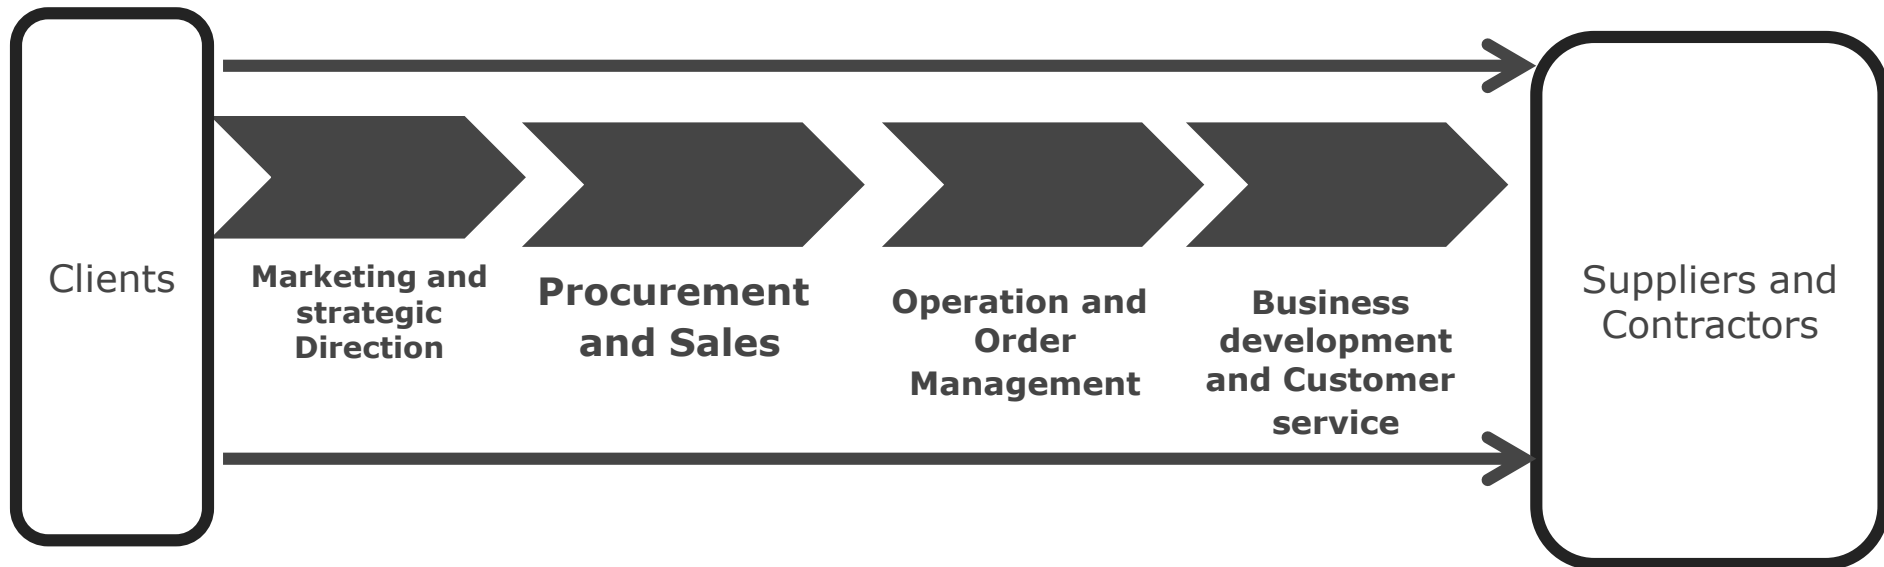 Clients
Marketing and
strategic
Direction
Procurement
and Sales
Operation and
Order
Management
Business
development
and Customer
service
Suppliers and
Contractors